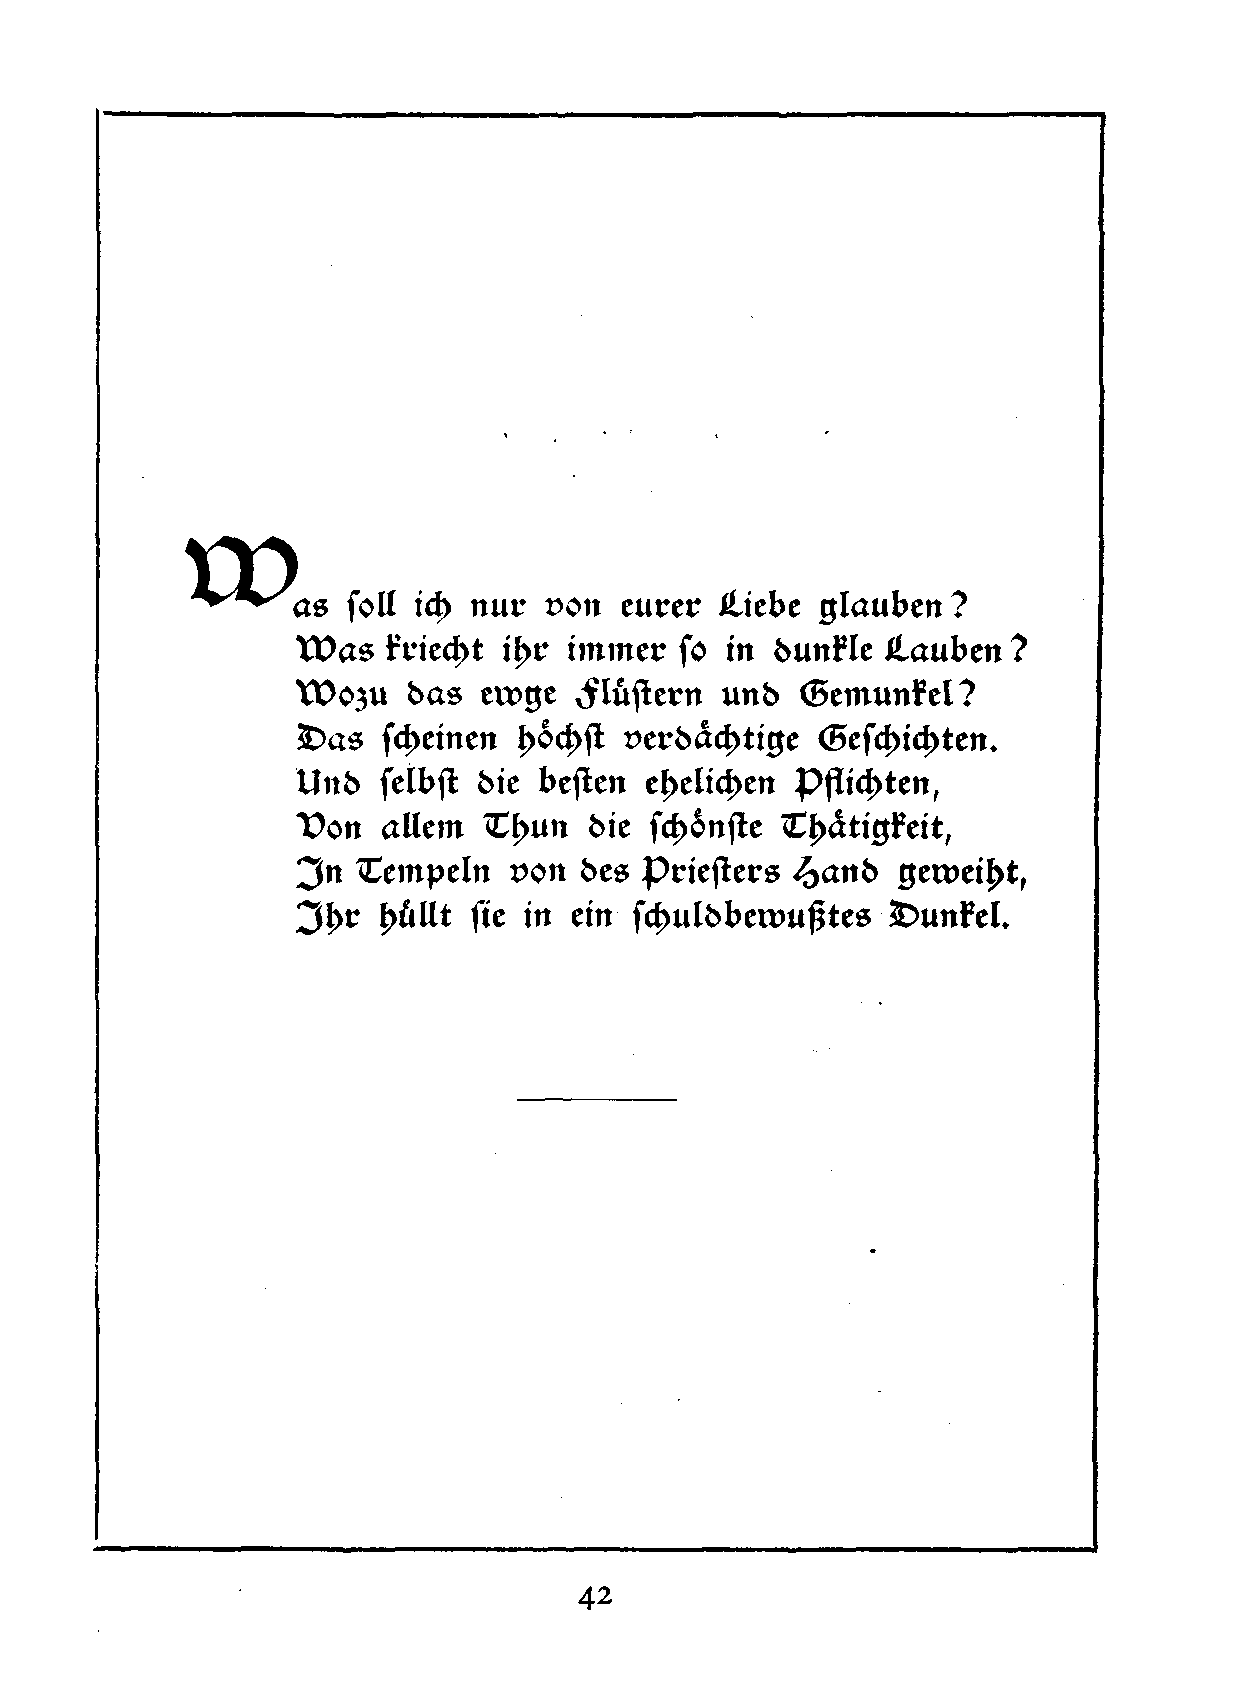 Was ſoll ich nur von eurer Liebe glauben?
Was kriecht ihr immer ſo in dunkle Lauben?
Wozu das ewge Flüſtern und Gemunkel?
Das ſcheinen höchſt verdächtige Geſchichten.
Und ſelbſt die beſten ehelichen Pflichten,
Von allem Thun die ſchönſte Thätigkeit,
In Tempeln von des Prieſters Hand geweiht,
Ihr hüllt ſie in ein ſchuldbewußtes Dunkel.
42